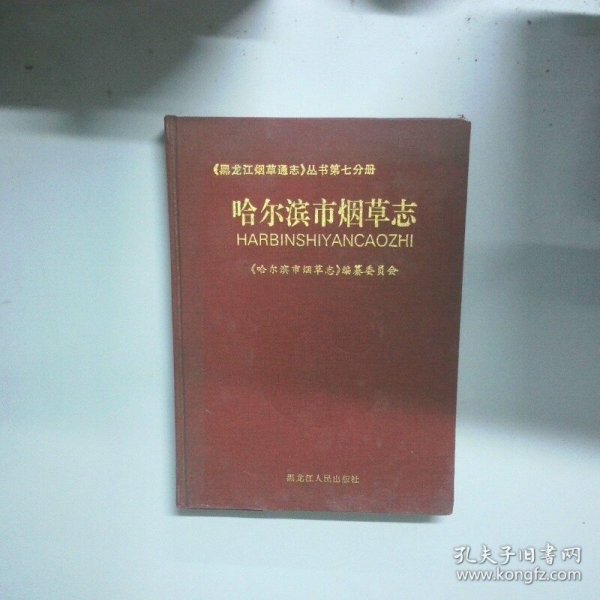 《黑龙江烟草通志》丛书第七分册
哈尔滨市烟草志
HARBINSHIYANCAOZHI
《哈尔滨市烟草志》编纂委员会
黑龙江人民出版社
孔夫子旧书网
www.kongfz.com